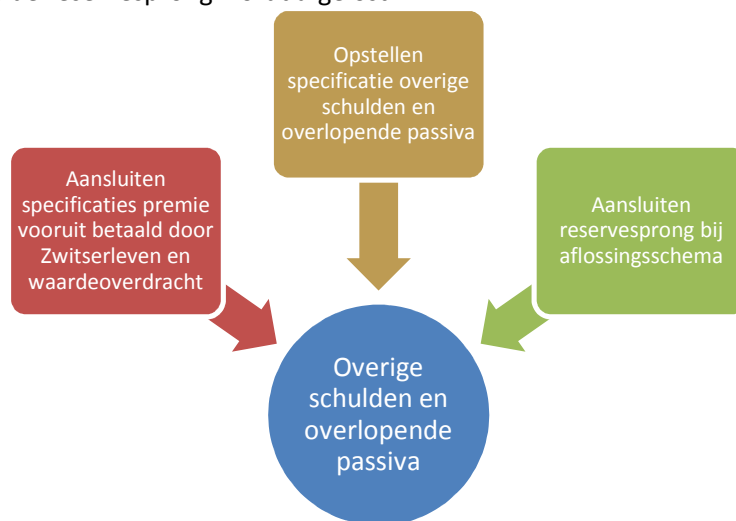 Opstellen
specificatie overige
schulden en
overlopende passiva
Aansluiten
specificaties premie
vooruit betaald door
Zwitserleven en
waardeoverdracht
Aansluiten
reservesprong bij
aflossingsschema
Overige
schulden en
overlopende
passiva